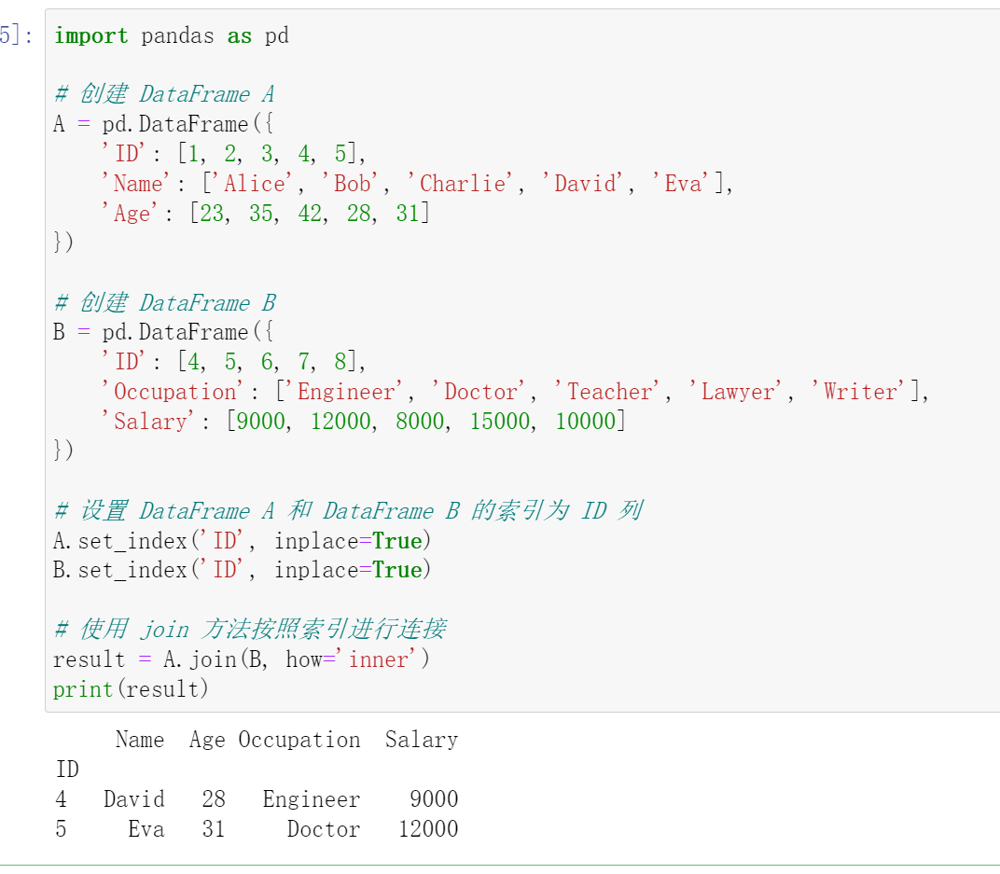 5]: import pandas as pd
# 创建 DataFrame A
A = pd.DataFrame({
    'ID': [1, 2, 3, 4, 5],
    'Name': ['Alice', 'Bob', 'Charlie', 'David', 'Eva'],
    'Age': [23, 35, 42, 28, 31]
})
# 创建 DataFrame B
B = pd.DataFrame({
    'ID': [4, 5, 6, 7, 8],
    'Occupation': ['Engineer', 'Doctor', 'Teacher', 'Lawyer', 'Writer'],
    'Salary': [9000, 12000, 8000, 15000, 10000]
})
# 设置 DataFrame A 和 DataFrame B 的索引为 ID 列
A.set_index('ID', inplace=True)
B.set_index('ID', inplace=True)
# 使用 join 方法按照索引进行连接
result = A.join(B, how='inner')
print(result)
     Name  Age Occupation  Salary
ID
4   David   28   Engineer    9000
5     Eva   31     Doctor   12000